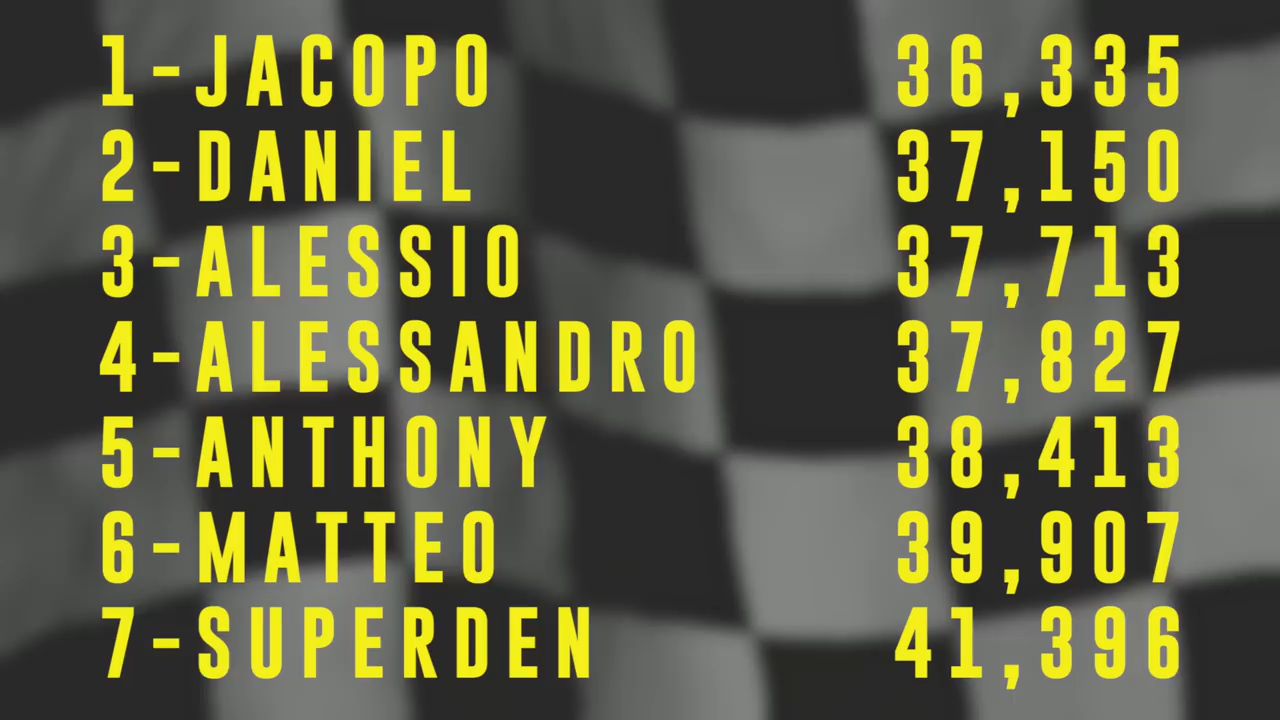 1-JACOPO 36,335
2-DANIEL 37,150
3-ALESSIO 37,713
4-ALESSANDRO 37,827
5-ANTHONY 38,413
6-MATTEO 39,907
7-SUPERDEN 41,396